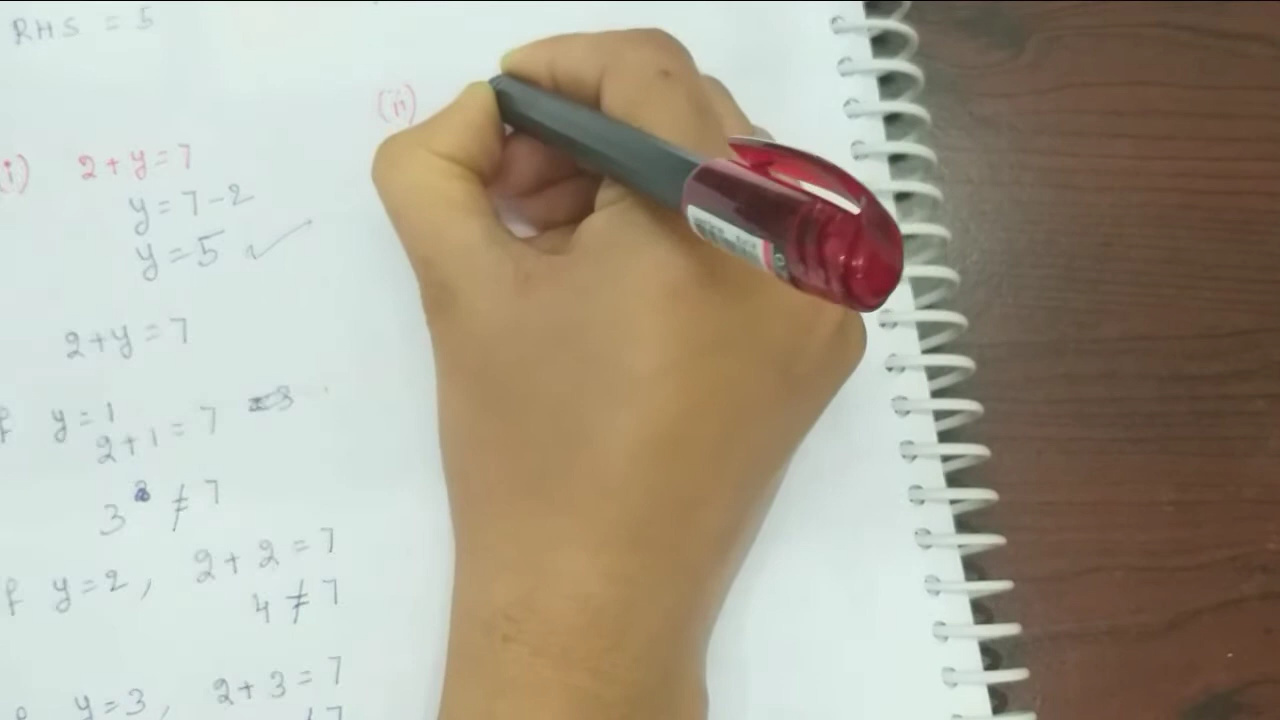 RHS = 5
(i) 2+y=7
y=7-2
y=5
2+y=7
y=1
2+1=7
3 ≠ 7
y=2, 2+2=7
4 ≠ 7
y=3, 2+3=7
(ii)